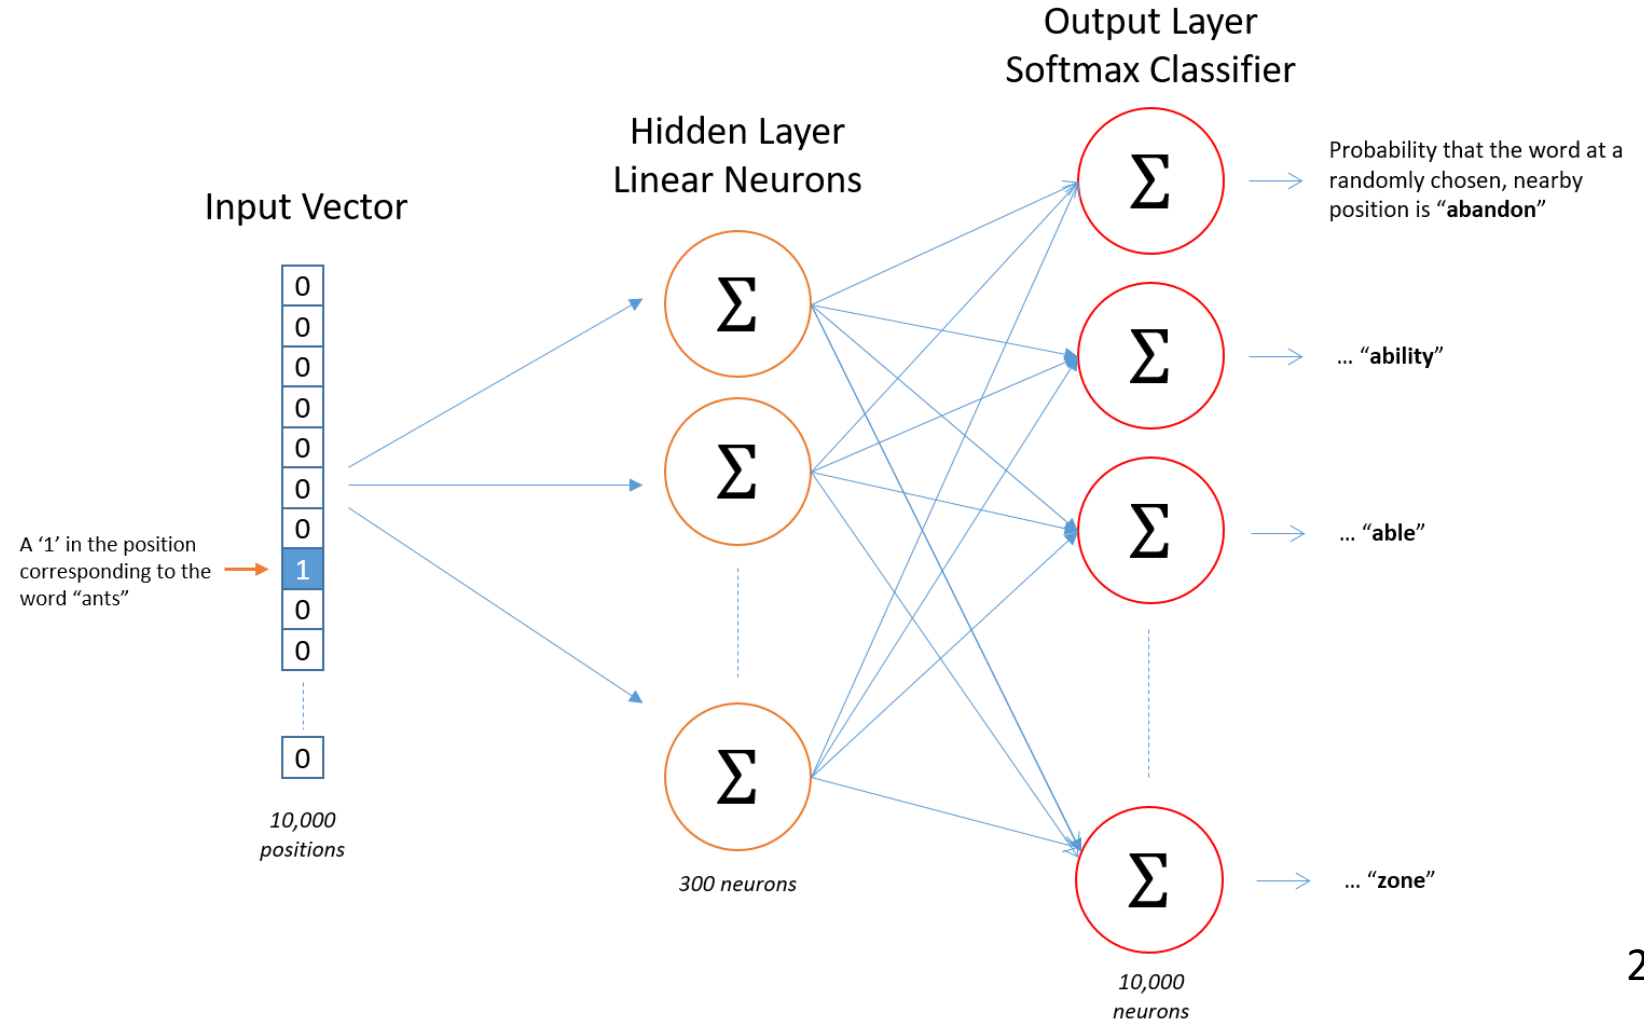 Output Layer
Softmax Classifier
Hidden Layer
Linear Neurons
Input Vector
0
0
0
0
0
0
0
1
0
0
0
A ‘1’ in the position
corresponding to the
word “ants”
10,000
positions
Σ
Σ
Σ
300 neurons
Σ
Σ
Σ
Σ
10,000
neurons
Probability that the word at a
randomly chosen, nearby
position is “abandon”
... “ability”
... “able”
... “zone”
2